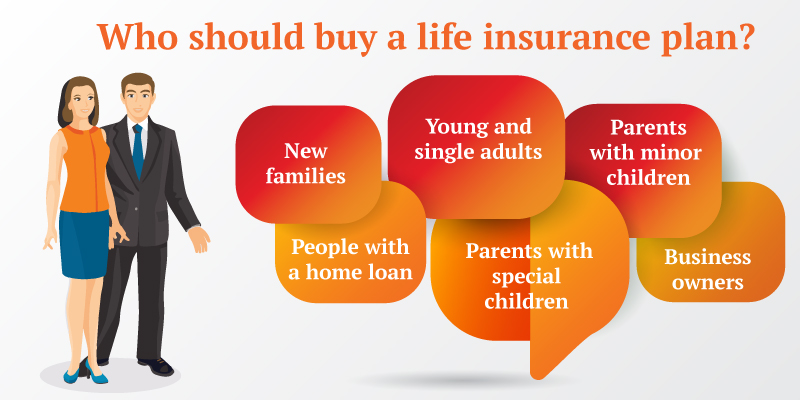 Who should buy a life insurance plan?
New
families
Young and
single adults
Parents
with minor
children
People with
a home loan
Parents with
special
children
Business
owners